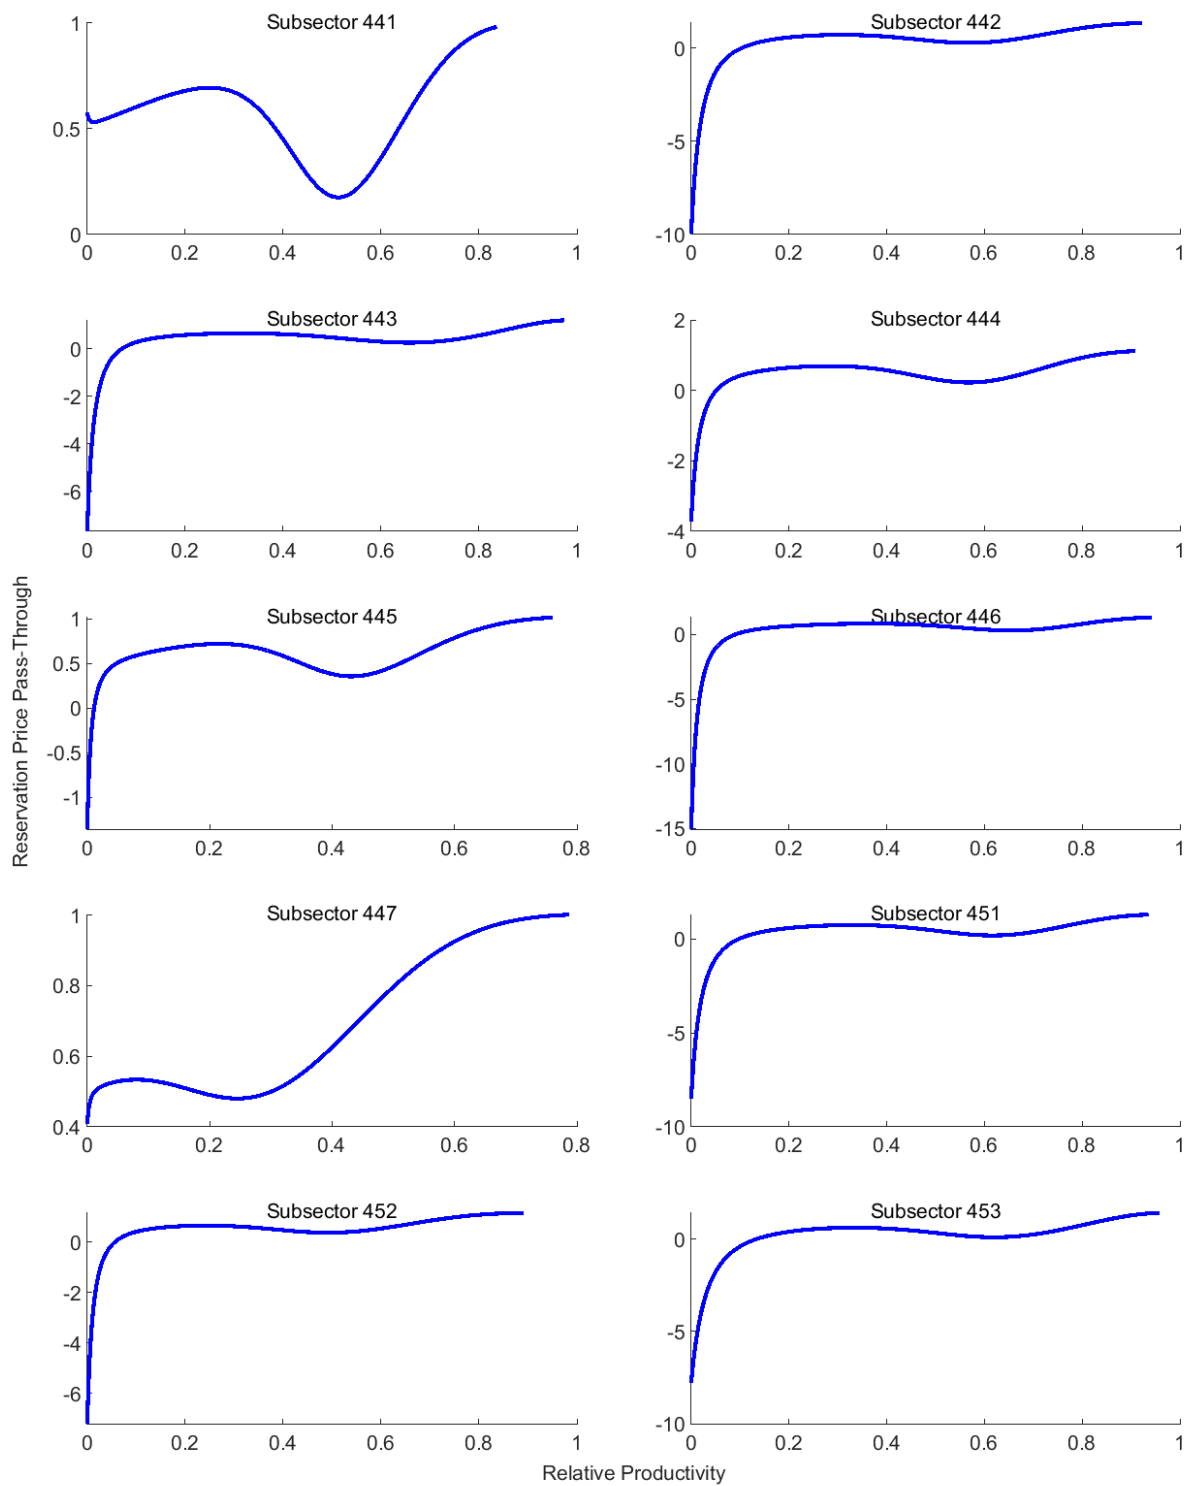 Subsector 441
1
0.5
0
0 0.2 0.4 0.6 0.8 1
Subsector 442
0
-5
-10
0 0.2 0.4 0.6 0.8 1
Subsector 443
0
-2
-4
-6
0 0.2 0.4 0.6 0.8 1
Subsector 444
2
0
-2
-4
0 0.2 0.4 0.6 0.8 1
Reservation Price Pass-Through
Subsector 445
1
0.5
0
-0.5
-1
0 0.2 0.4 0.6 0.8
Subsector 446
0
-5
-10
-15
0 0.2 0.4 0.6 0.8 1
Subsector 447
1
0.8
0.6
0.4
0 0.2 0.4 0.6 0.8
Subsector 451
0
-5
-10
0 0.2 0.4 0.6 0.8 1
Subsector 452
0
-2
-4
-6
0 0.2 0.4 0.6 0.8 1
Subsector 453
0
-5
-10
0 0.2 0.4 0.6 0.8 1
Relative Productivity